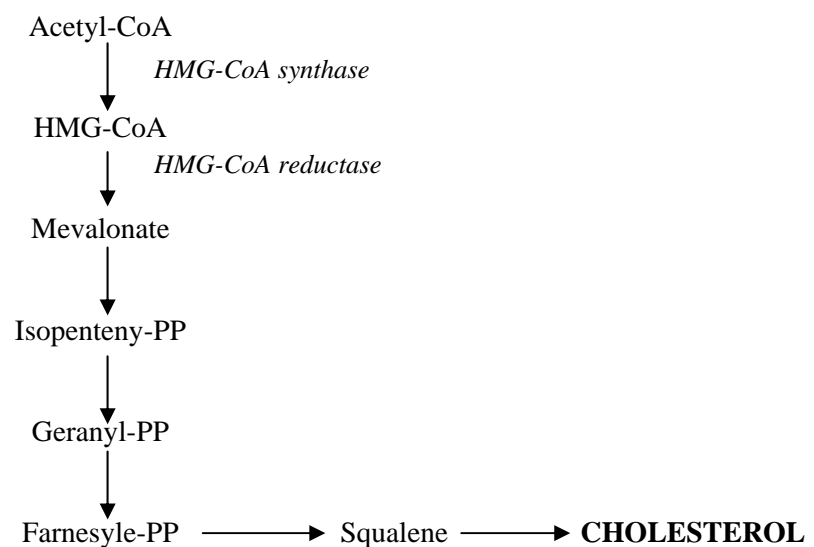 Acetyl-CoA
HMG-CoA synthase
HMG-CoA
HMG-CoA reductase
Mevalonate
Isopenteny-PP
Geranyl-PP
Farnesyle-PP Squalene CHOLESTEROL